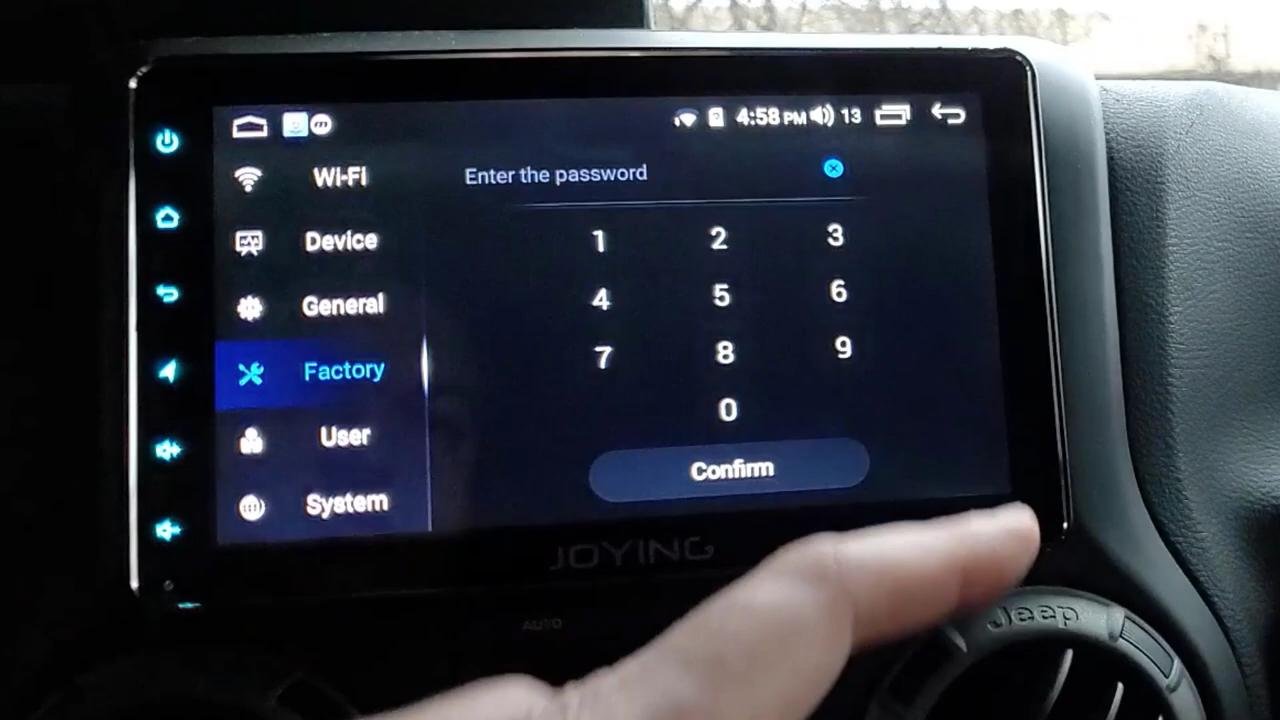 4:58 PM 13
Wi-Fi
Device
General
Factory
User
System
Enter the password
1 2 3
4 5 6
7 8 9
0
Confirm
JOYING
AUTO
Jeep